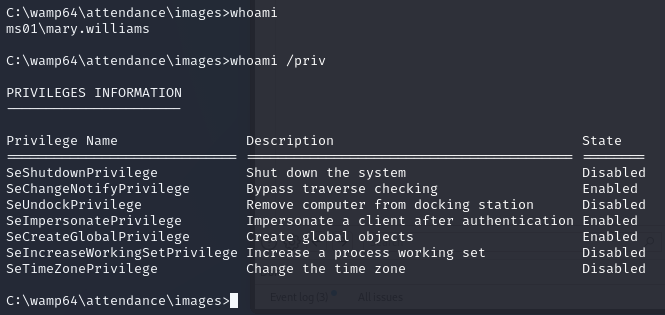 C:\wamp64\attendance\images>whoami
ms01\mary.williams
C:\wamp64\attendance\images>whoami /priv
PRIVILEGES INFORMATION
----------------------
Privilege Name Description State
============================= ========================================= ========
SeShutdownPrivilege Shut down the system Disabled
SeChangeNotifyPrivilege Bypass traverse checking Enabled
SeUndockPrivilege Remove computer from docking station Disabled
SeImpersonatePrivilege Impersonate a client after authentication Enabled
SeCreateGlobalPrivilege Create global objects Enabled
SeIncreaseWorkingSetPrivilege Increase a process working set Disabled
SeTimeZonePrivilege Change the time zone Disabled
C:\wamp64\attendance\images>
Event log (3) All issues